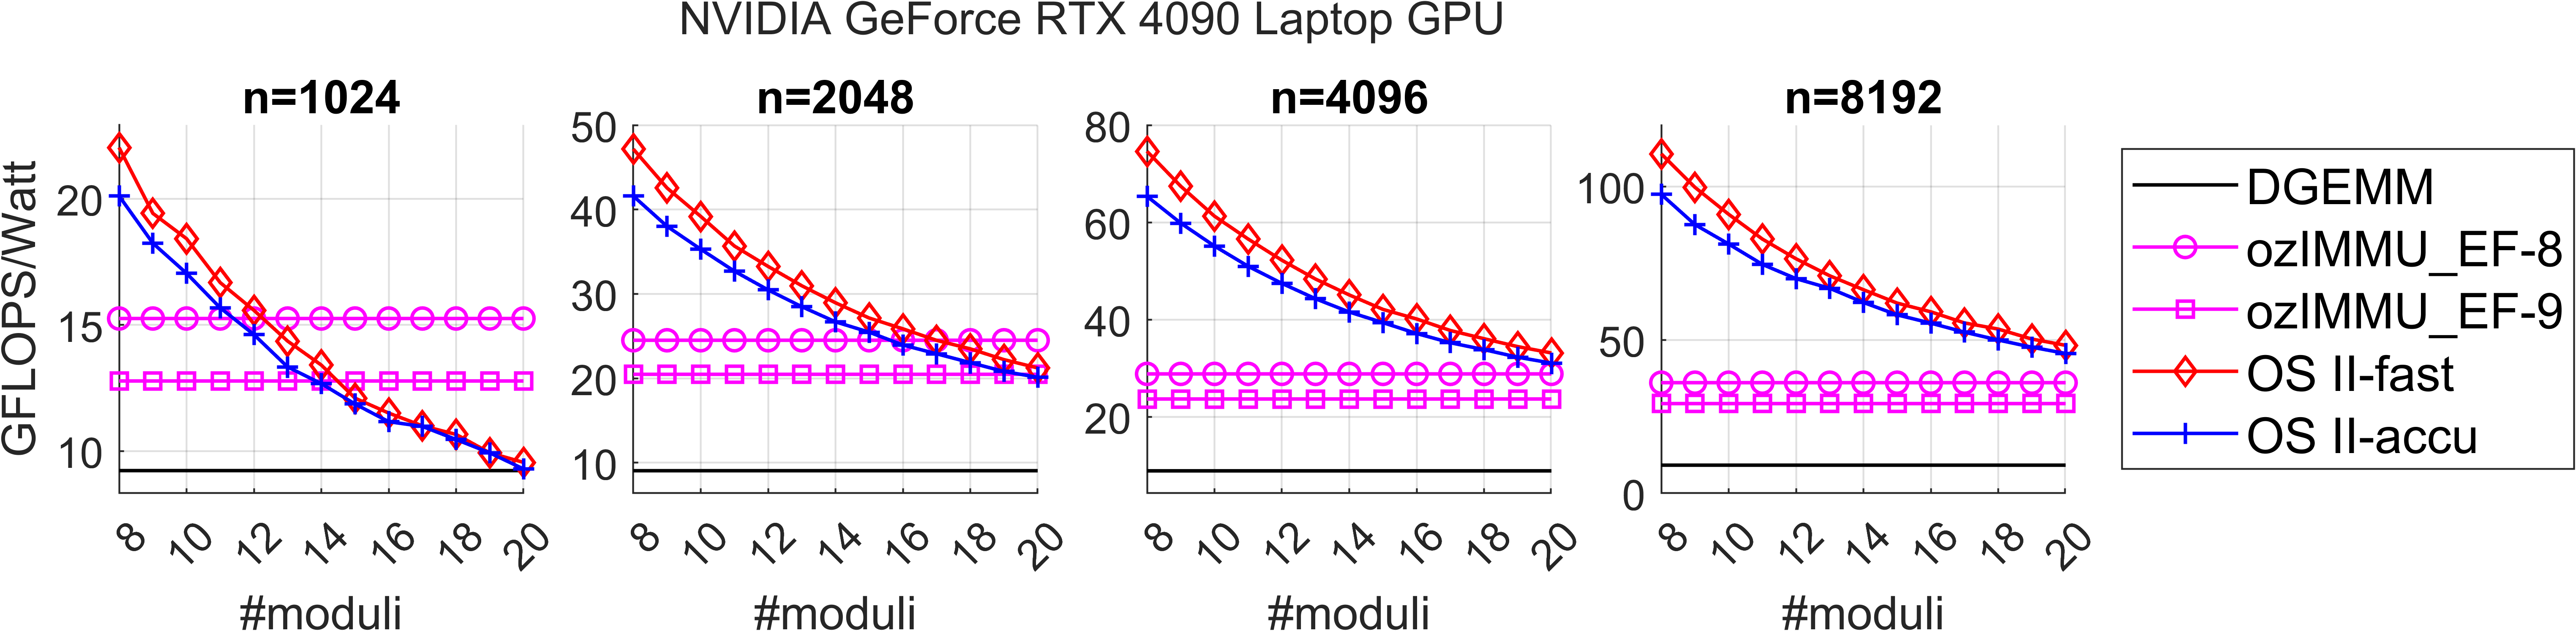 NVIDIA GeForce RTX 4090 Laptop GPU
n=1024
n=2048
n=4096
n=8192
GFLOPS/Watt
20
15
10
8 10 12 14 16 18 20
#moduli
50
40
30
20
10
8 10 12 14 16 18 20
#moduli
80
60
40
20
8 10 12 14 16 18 20
#moduli
100
50
0
8 10 12 14 16 18 20
#moduli
DGEMM
ozIMMU_EF-8
ozIMMU_EF-9
OS II-fast
OS II-accu